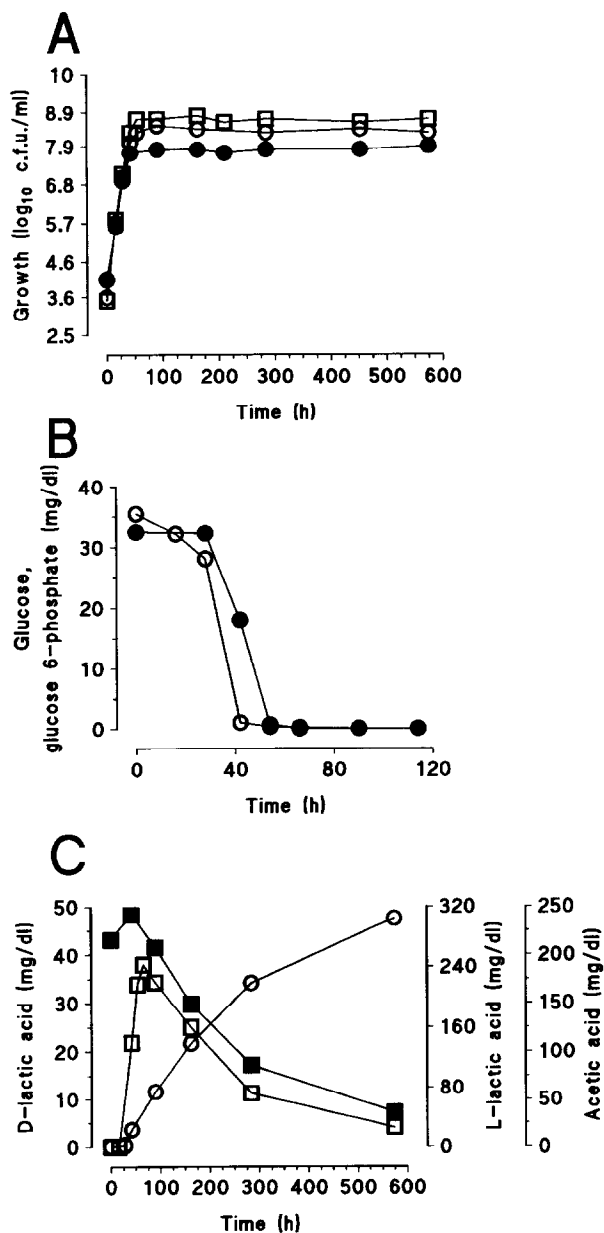 A
10
8.9
7.9
6.8
5.7
4.6
3.6
2.5
Growth (log10 c.f.u./ml)
0 100 200 300 400 500 600
Time (h)
B
40
30
20
10
0
Glucose,
glucose 6-phosphate (mg/dl)
0 40 80 120
Time (h)
C
50
40
30
20
10
0
D-lactic acid (mg/dl)
320
240
160
80
0
L-lactic acid (mg/dl)
250
200
150
100
50
0
Acetic acid (mg/dl)
0 100 200 300 400 500 600
Time (h)